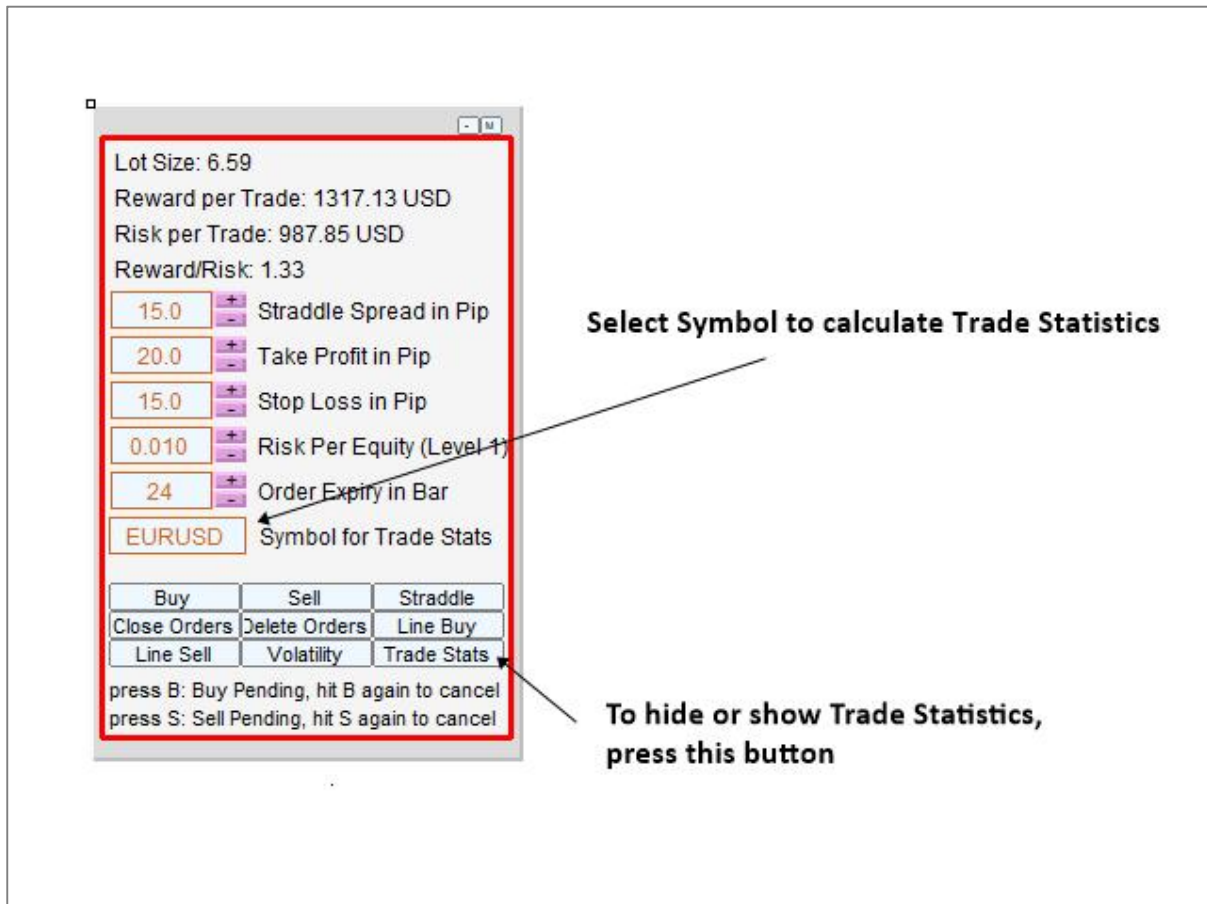 - M
Lot Size: 6.59
Reward per Trade: 1317.13 USD
Risk per Trade: 987.85 USD
Reward/Risk: 1.33
15.0 + - Straddle Spread in Pip
20.0 + - Take Profit in Pip
15.0 + - Stop Loss in Pip
0.010 + - Risk Per Equity (Level 1)
24 + - Order Expiry in Bar
EURUSD Symbol for Trade Stats
Buy Sell Straddle
Close Orders Delete Orders Line Buy
Line Sell Volatility Trade Stats
press B: Buy Pending, hit B again to cancel
press S: Sell Pending, hit S again to cancel
Select Symbol to calculate Trade Statistics
To hide or show Trade Statistics,
press this button